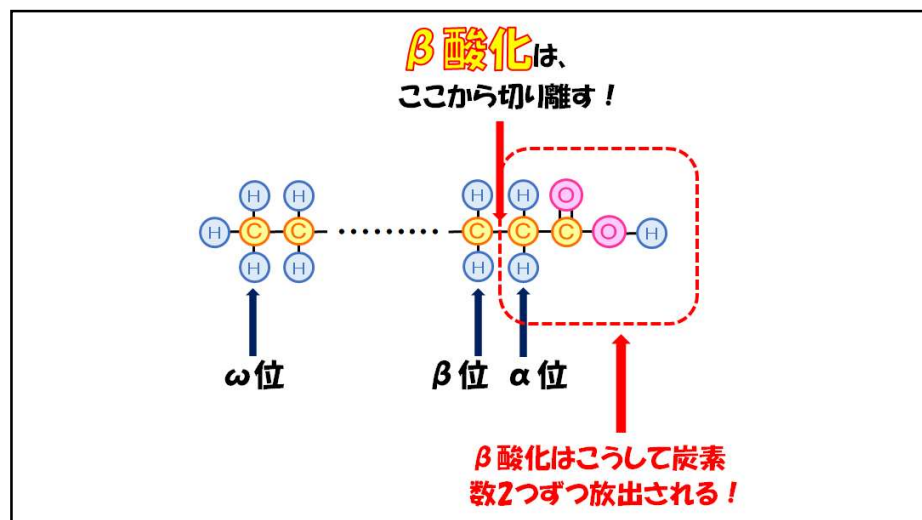 β酸化は、
ここから切り離す！
H H H H H O
H C C ········· C C C O H
H H H H
ω位 β位 α位
β酸化はこうして炭素
数2つずつ放出される！